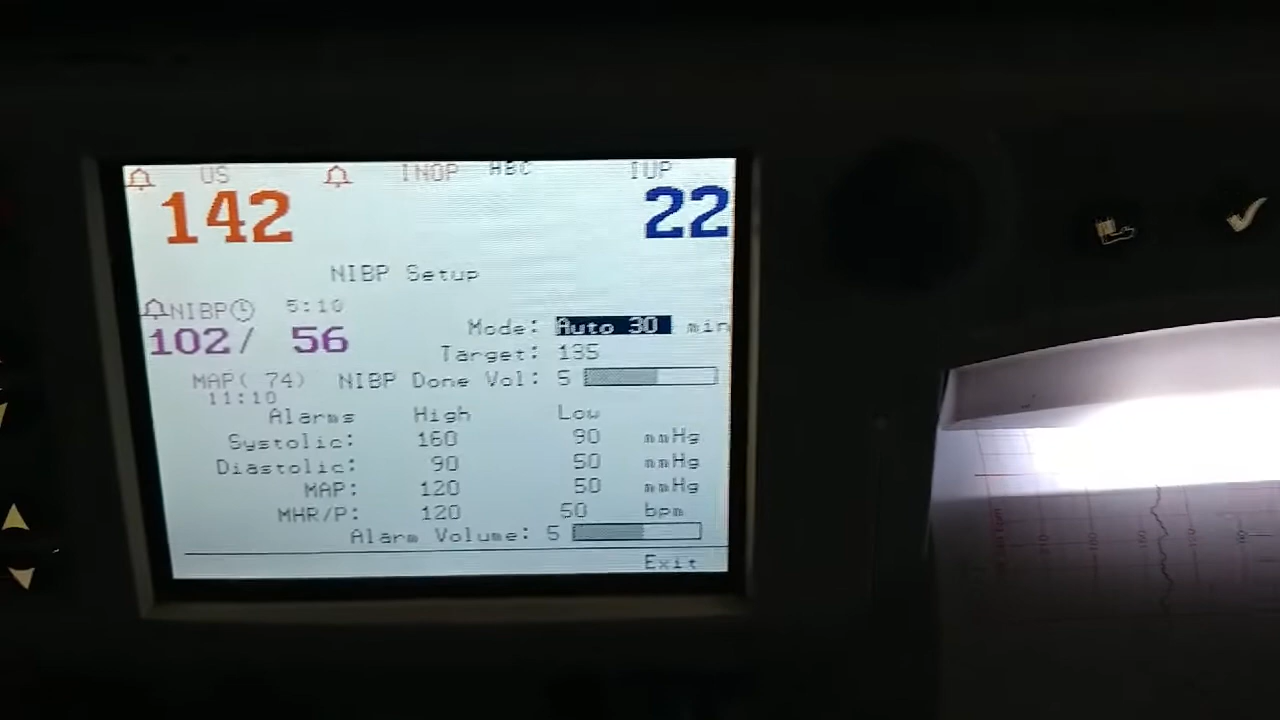 US INOP HBC IUP
142 22
NIBP Setup
NIBP 5:10
102/ 56
Mode: Auto 30 min
Target: 135
MAP( 74) NIBP Done Vol: 5
11:10
Alarms High Low
Systolic: 160 90 mmHg
Diastolic: 90 50 mmHg
MAP: 120 50 mmHg
MHR/P: 120 50 bpm
Alarm Volume: 5
Exit